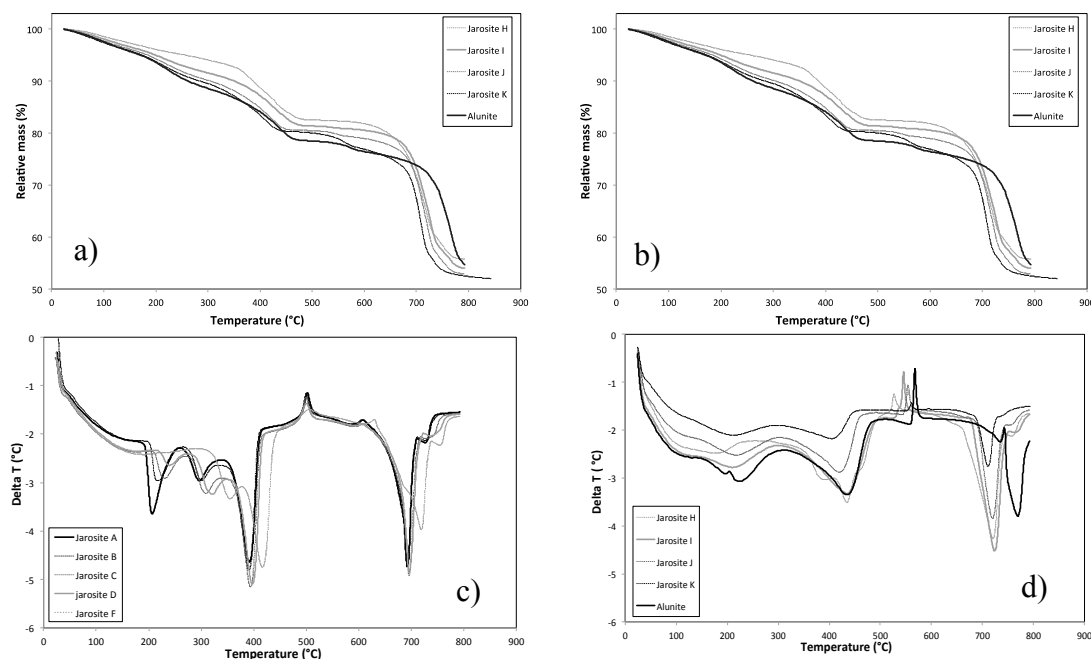 a)
Relative mass (%)
100
90
80
70
60
50
0 100 200 300 400 500 600 700 800 900
Temperature (°C)
Jarosite H
Jarosite I
Jarosite J
Jarosite K
Alunite
b)
Relative mass (%)
100
90
80
70
60
50
0 100 200 300 400 500 600 700 800 900
Temperature (°C)
Jarosite H
Jarosite I
Jarosite J
Jarosite K
Alunite
c)
Delta T (°C)
0
-1
-2
-3
-4
-5
-6
0 100 200 300 400 500 600 700 800 900
Temperature (°C)
Jarosite A
Jarosite B
Jarosite C
jarosite D
Jarosite F
d)
Delta T (°C)
0
-1
-2
-3
-4
-5
-6
0 100 200 300 400 500 600 700 800 900
Temperature (°C)
Jarosite H
Jarosite I
Jarosite J
Jarosite K
Alunite